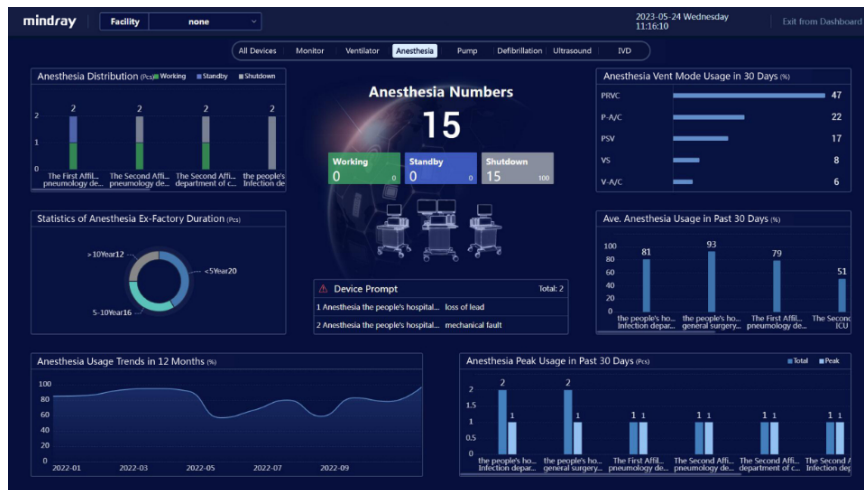 mindray
Facility
none
2023-05-24 Wednesday
11:16:10
Exit from Dashboard
All Devices
Monitor
Ventilator
Anesthesia
Pump
Defibrillation
Ultrasound
IVD
Anesthesia Distribution (Pcs)
Working
Standby
Shutdown
2
2
2
2
2
1
0
The First Affil...
pneumology de...
The Second Affi...
pneumology de...
The Second Affi...
department of c...
the people's
Infection de
Anesthesia Numbers
15
Working
0
0
Standby
0
0
Shutdown
15
100
Anesthesia Vent Mode Usage in 30 Days (%)
PRVC
47
P-A/C
22
PSV
17
VS
8
V-A/C
6
Statistics of Anesthesia Ex-Factory Duration (Pcs)
>10Year12
<5Year20
5-10Year16
Device Prompt
Total: 2
1 Anesthesia the people's hospital... loss of lead
2 Anesthesia the people's hospital... mechanical fault
Ave. Anesthesia Usage in Past 30 Days (%)
100
80
60
40
20
0
81
93
79
51
the people's ho...
Infection depar...
the people's ho...
general surgery...
The First Affil...
pneumology de...
The Second
ICU
Anesthesia Usage Trends in 12 Months (%)
100
80
60
40
20
0
2022-01
2022-03
2022-05
2022-07
2022-09
Anesthesia Peak Usage in Past 30 Days (Pcs)
Total
Peak
2
1.5
1
0.5
0
2
1
2
1
1
1
1
1
1
1
1
1
the people's ho...
Infection depar...
the people's ho...
general surgery...
The First Affil...
pneumology de...
The Second Affi...
pneumology de...
The Second Affi...
department of c...
The Second A
Infection de